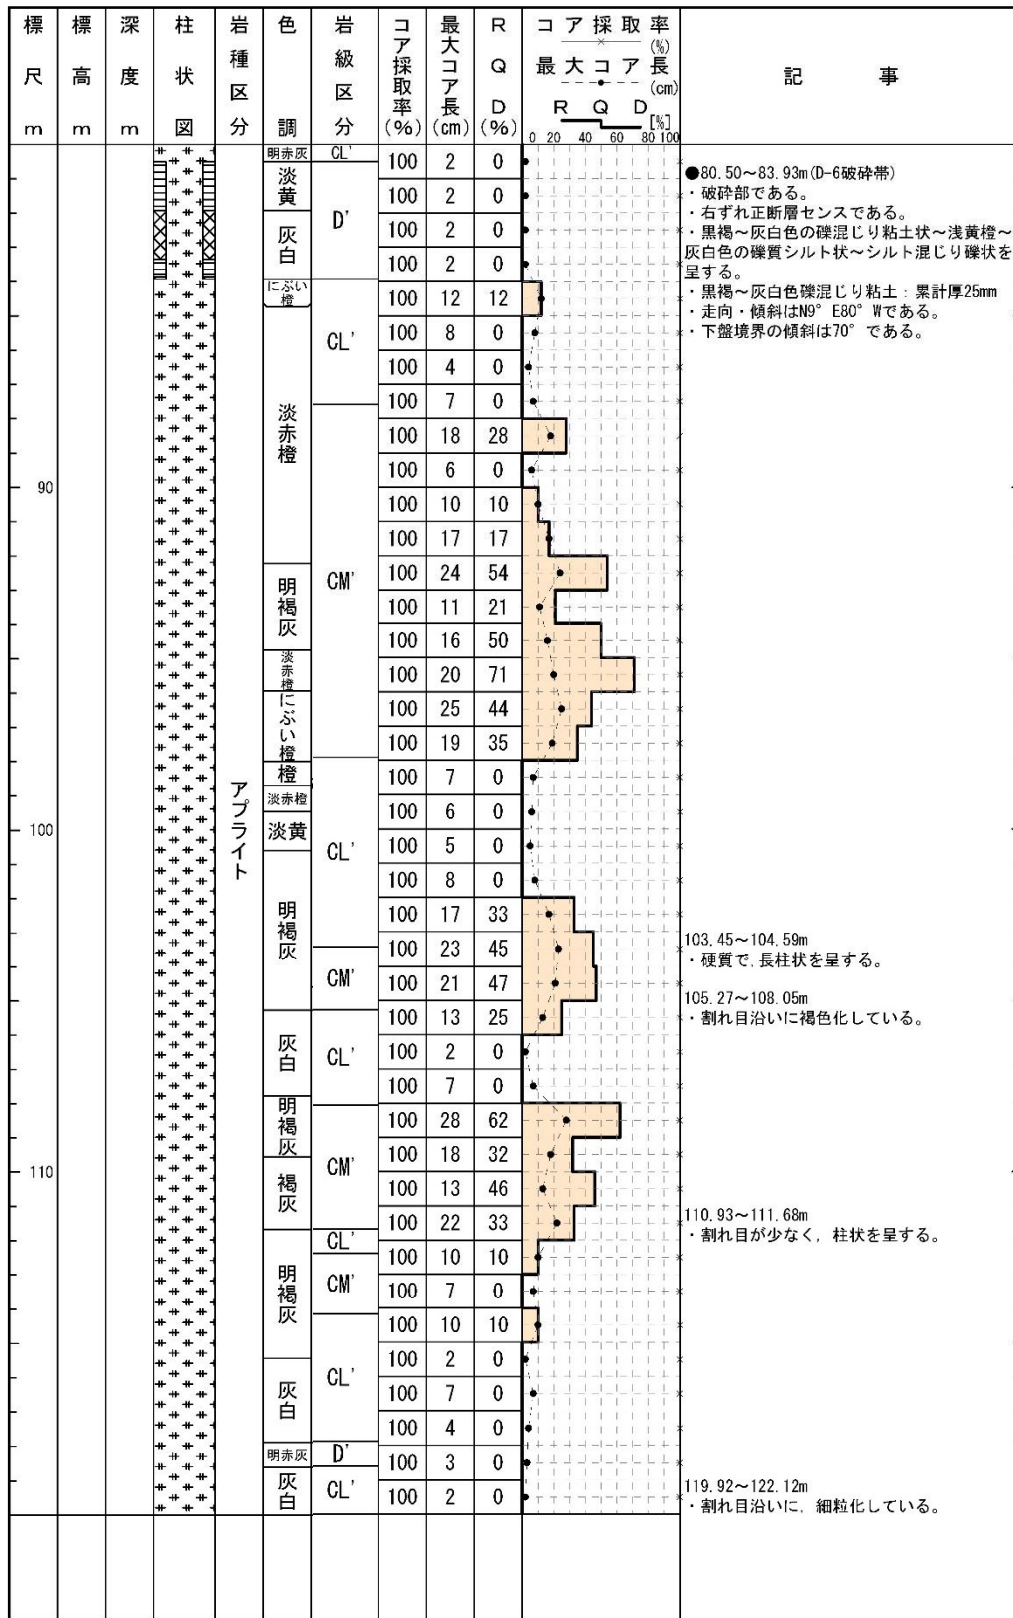 標尺m 標高m 深度m 柱状図 岩種区分 色調 岩級区分 コア採取率(%) 最大コア長(cm) RQD(%) コア採取率(%) 最大コア長(cm) RQD[%] 記事
0 20 40 60 80 100
明赤灰 CL'
100 2 0
淡黄 D'
100 2 0
灰白
100 2 0
100 2 0
にぶい橙 CL'
100 12 12
100 8 0
100 4 0
100 7 0
淡赤橙 CM'
100 18 28
100 6 0
90
100 10 10
100 17 17
100 24 54
明褐灰
100 11 21
100 16 50
淡赤橙
100 20 71
にぶい橙
100 25 44
100 19 35
橙 CL'
100 7 0
淡赤橙
100 6 0
アプライト
100
淡黄
100 5 0
100 8 0
明褐灰
100 17 33
100 23 45
CM'
100 21 47
100 13 25
灰白 CL'
100 2 0
100 7 0
明褐灰 CM'
100 28 62
100 18 32
110
褐灰
100 13 46
100 22 33
CL'
100 10 10
明褐灰 CM'
100 7 0
100 10 10
CL'
100 2 0
灰白
100 7 0
100 4 0
明赤灰 D'
100 3 0
灰白 CL'
100 2 0
●80.50～83.93m(D-6破砕帯)
・破砕部である。
・右ずれ正断層センスである。
・黒褐～灰白色の礫混じり粘土状～浅黄橙～
灰白色の礫質シルト状～シルト混じり礫状を
呈する。
・黒褐～灰白色礫混じり粘土：累計厚25mm
・走向・傾斜はN9°E80°Wである。
・下盤境界の傾斜は70°である。
103.45～104.59m
・硬質で,長柱状を呈する。
105.27～108.05m
・割れ目沿いに褐色化している。
110.93～111.68m
・割れ目が少なく，柱状を呈する。
119.92～122.12m
・割れ目沿いに，細粒化している。